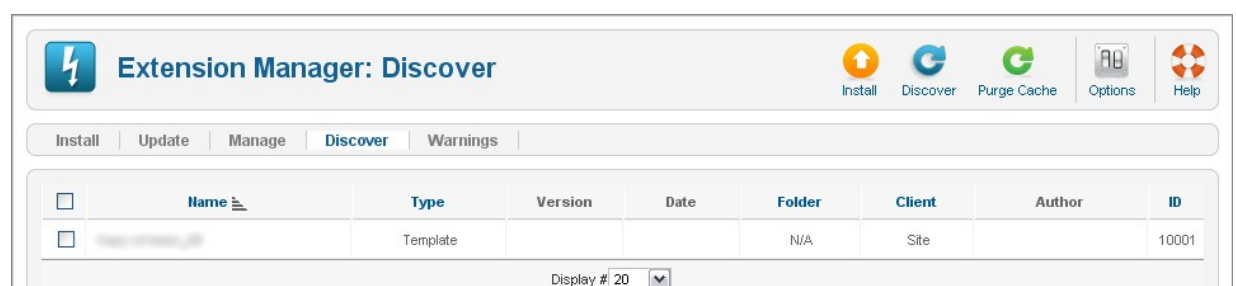 Extension Manager: Discover
Install Discover Purge Cache Options Help
Install Update Manage Discover Warnings
Name Type Version Date Folder Client Author ID
Template N/A Site 10001
Display # 20